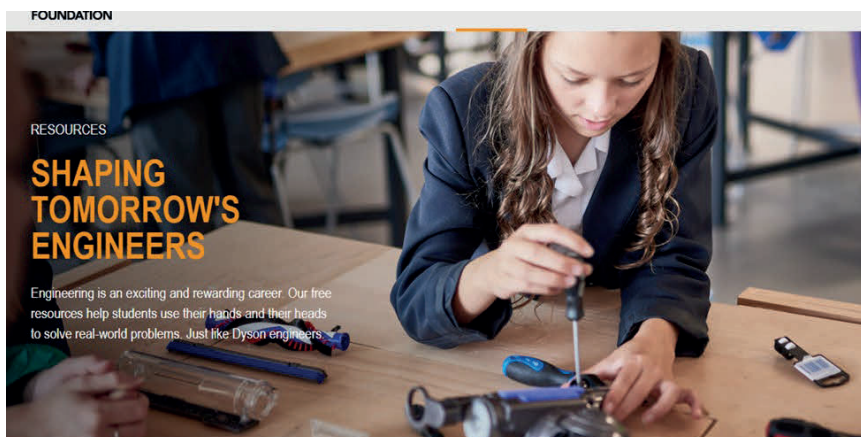 FOUNDATION
RESOURCES
SHAPING
TOMORROW'S
ENGINEERS
Engineering is an exciting and rewarding career. Our free
resources help students use their hands and their heads
to solve real-world problems. Just like Dyson engineers.